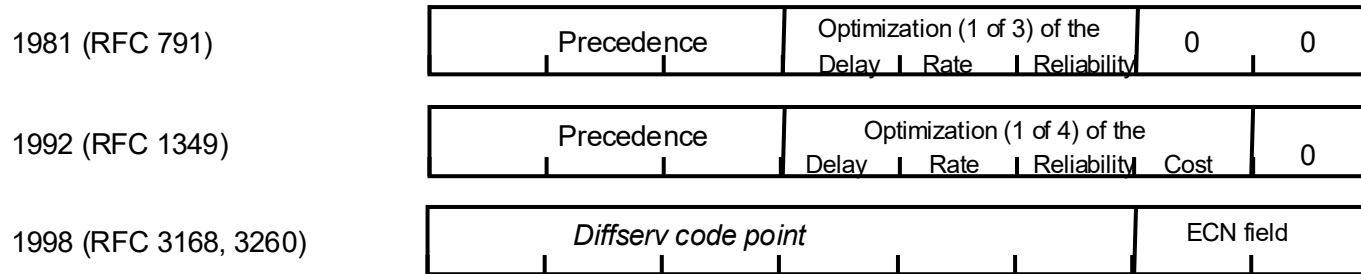 1981 (RFC 791)
Precedence
Optimization (1 of 3) of the
Delay Rate Reliability
0 0
1992 (RFC 1349)
Precedence
Optimization (1 of 4) of the
Delay Rate Reliability Cost
0
1998 (RFC 3168, 3260)
Diffserv code point
ECN field